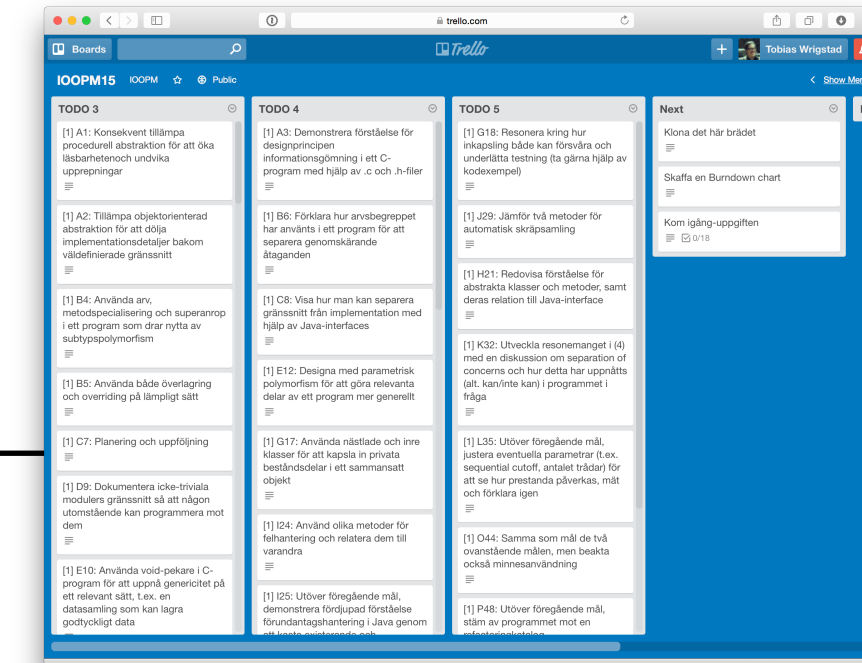 trello.com
Boards
Trello
Tobias Wrigstad
IOOPM15
IOOPM
Public
Show
TODO 3
[1] A1: Konsekvent tillämpa
procedurell abstraktion för att öka
läsbarhetenoch undvika
upprepningar
[1] A2: Tillämpa objektorienterad
abstraktion för att dölja
implementationsdetaljer bakom
väldefinierade gränssnitt
[1] B4: Använda arv,
metodspecialisering och superanrop
i ett program som drar nytta av
subtypspolymorfism
[1] B5: Använda både överlagring
och overriding på lämpligt sätt
[1] C7: Planering och uppföljning
[1] D9: Dokumentera icke-triviala
modulers gränssnitt så att någon
utomstående kan programmera mot
dem
[1] E10: Använda void-pekare i C-
program för att uppnå genericitet på
ett relevant sätt, t.ex. en
datasamling som kan lagra
godtyckligt data
TODO 4
[1] A3: Demonstrera förståelse för
designprincipen
informationsgömning i ett C-
program med hjälp av .c och .h-filer
[1] B6: Förklara hur arvsbegreppet
har använts i ett program för att
separera genomskärande
åtaganden
[1] C8: Visa hur man kan separera
gränssnitt från implementation med
hjälp av Java-interfaces
[1] E12: Designa med parametrisk
polymorfism för att göra relevanta
delar av ett program mer generellt
[1] G17: Använda nästlade och inre
klasser för att kapsla in privata
beståndsdelar i ett sammansatt
objekt
[1] I24: Använd olika metoder för
felhantering och relatera dem till
varandra
[1] I25: Utöver föregående mål,
demonstrera fördjupad förståelse
förundantagshantering i Java genom
att kasta existerande och
TODO 5
[1] G18: Resonera kring hur
inkapsling både kan försvåra och
underlätta testning (ta gärna hjälp av
kodexempel)
[1] J29: Jämför två metoder för
automatisk skräpsamling
[1] H21: Redovisa förståelse för
abstrakta klasser och metoder, samt
deras relation till Java-interface
[1] K32: Utveckla resonemanget i (4)
med en diskussion om separation of
concerns och hur detta har uppnåtts
(alt. kan/inte kan) i programmet i
fråga
[1] L35: Utöver föregående mål,
justera eventuella parametrar (t.ex.
sequential cutoff, antalet trådar) för
att se hur prestanda påverkas, mät
och förklara igen
[1] O44: Samma som mål de två
ovanstående målen, men beakta
också minnesanvändning
[1] P48: Utöver föregående mål,
stäm av programmet mot en
refactoringkatalog
Next
Klona det här brädet
Skaffa en Burndown chart
Kom igång-uppgiften
0/18